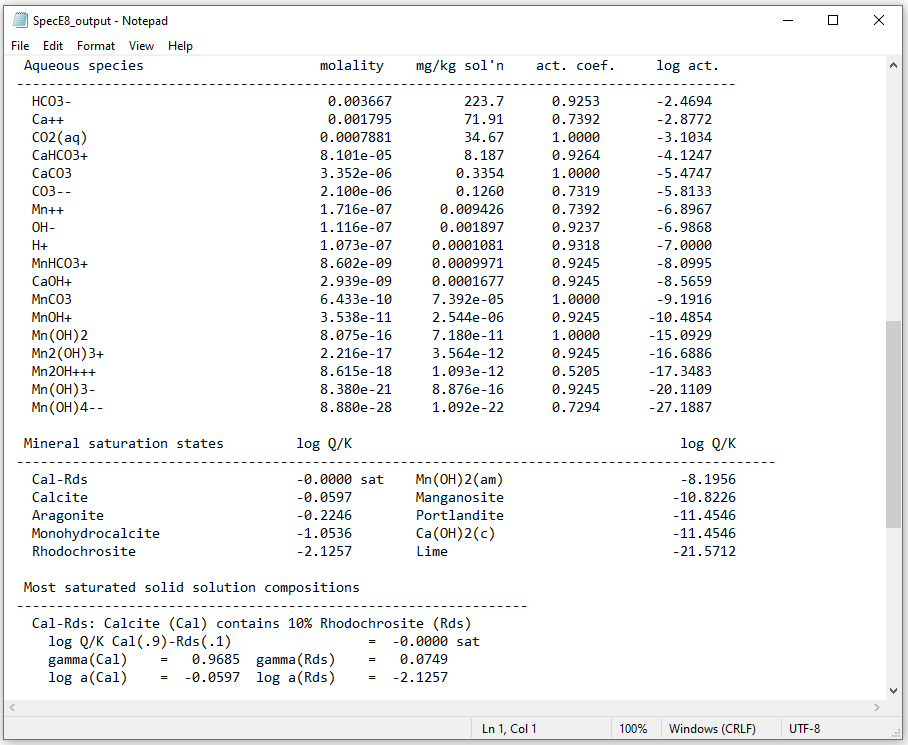 SpecE8_output - Notepad
File Edit Format View Help
Aqueous species molality mg/kg sol'n act. coef. log act.
---------------------------------------------------------------------------------------
HCO3- 0.003667 223.7 0.9253 -2.4694
Ca++ 0.001795 71.91 0.7392 -2.8772
CO2(aq) 0.0007881 34.67 1.0000 -3.1034
CaHCO3+ 8.101e-05 8.187 0.9264 -4.1247
CaCO3 3.352e-06 0.3354 1.0000 -5.4747
CO3-- 2.100e-06 0.1260 0.7319 -5.8133
Mn++ 1.716e-07 0.009426 0.7392 -6.8967
OH- 1.116e-07 0.001897 0.9237 -6.9868
H+ 1.073e-07 0.0001081 0.9318 -7.0000
MnHCO3+ 8.602e-09 0.0009971 0.9245 -8.0995
CaOH+ 2.939e-09 0.0001677 0.9245 -8.5659
MnCO3 6.433e-10 7.392e-05 1.0000 -9.1916
MnOH+ 3.538e-11 2.544e-06 0.9245 -10.4854
Mn(OH)2 8.075e-16 7.180e-11 1.0000 -15.0929
Mn2(OH)3+ 2.216e-17 3.564e-12 0.9245 -16.6886
Mn2OH+++ 8.615e-18 1.093e-12 0.5205 -17.3483
Mn(OH)3- 8.380e-21 8.876e-16 0.9245 -20.1109
Mn(OH)4-- 8.880e-28 1.092e-22 0.7294 -27.1887
Mineral saturation states log Q/K log Q/K
-----------------------------------------------------------------------------------------------
Cal-Rds -0.0000 sat Mn(OH)2(am) -8.1956
Calcite -0.0597 Manganosite -10.8226
Aragonite -0.2246 Portlandite -11.4546
Monohydrocalcite -1.0536 Ca(OH)2(c) -11.4546
Rhodochrosite -2.1257 Lime -21.5712
Most saturated solid solution compositions
----------------------------------------------------------------
Cal-Rds: Calcite (Cal) contains 10% Rhodochrosite (Rds)
log Q/K Cal(.9)-Rds(.1) = -0.0000 sat
gamma(Cal) = 0.9685 gamma(Rds) = 0.0749
log a(Cal) = -0.0597 log a(Rds) = -2.1257
Ln 1, Col 1 100% Windows (CRLF) UTF-8